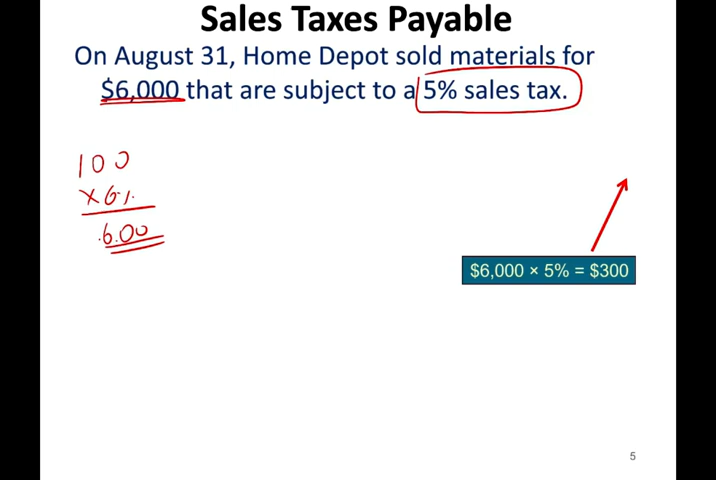 Sales Taxes Payable
On August 31, Home Depot sold materials for
$6,000 that are subject to a 5% sales tax.
100
×6%
6.00
$6,000 × 5% = $300
5